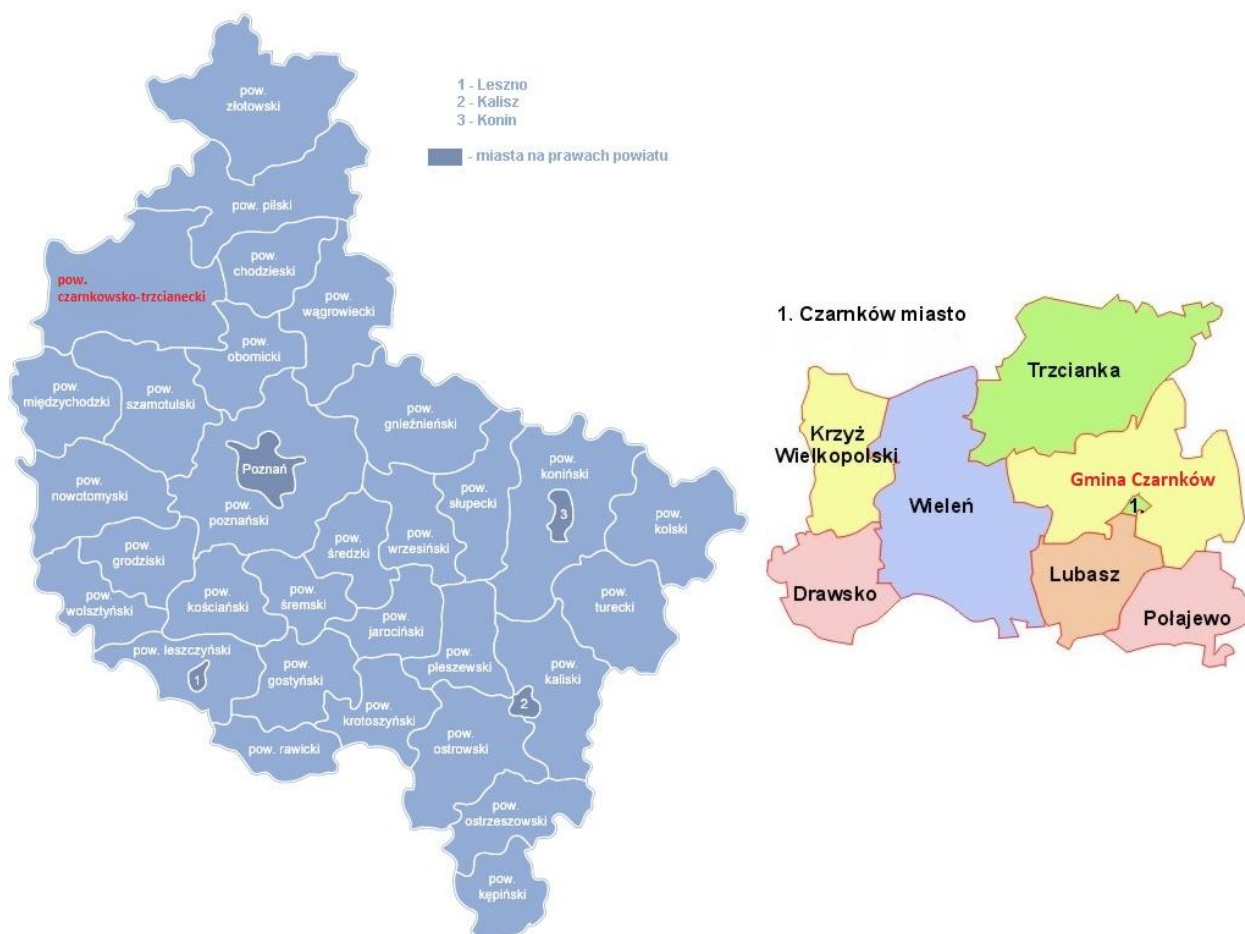 1 - Leszno
2 - Kalisz
3 - Konin
- miasta na prawach powiatu
pow.
złotowski
pow. pilski
pow.
chodzieski
pow.
czarnkowsko-trzcianecki
pow.
wągrowiecki
pow.
obornicki
pow.
międzychodzki
pow.
szamotulski
pow.
gnieźnieński
Poznań
pow.
koniński
pow.
nowotomyski
pow.
słupecki
pow.
poznański
3
pow.
kolski
pow.
średzki
pow.
wrzesiński
pow.
grodziski
pow.
wolsztyński
pow.
kościański
pow.
śremski
pow.
turecki
pow.
jarociński
pow. leszczyński
1
pow.
gostyński
pow.
pleszewski
pow.
kaliski
2
pow.
krotoszyński
pow. rawicki
pow.
ostrowski
pow.
ostrzeszowski
pow.
kępiński
1. Czarnków miasto
Trzcianka
Krzyż
Wielkopolski
Gmina Czarnków
1.
Wieleń
Lubasz
Drawsko
Połajewo